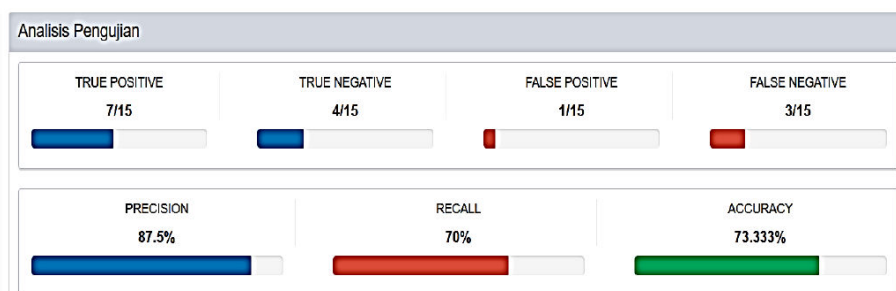 Analisis Pengujian
TRUE POSITIVE TRUE NEGATIVE FALSE POSITIVE FALSE NEGATIVE
7/15 4/15 1/15 3/15
PRECISION RECALL ACCURACY
87.5% 70% 73.333%